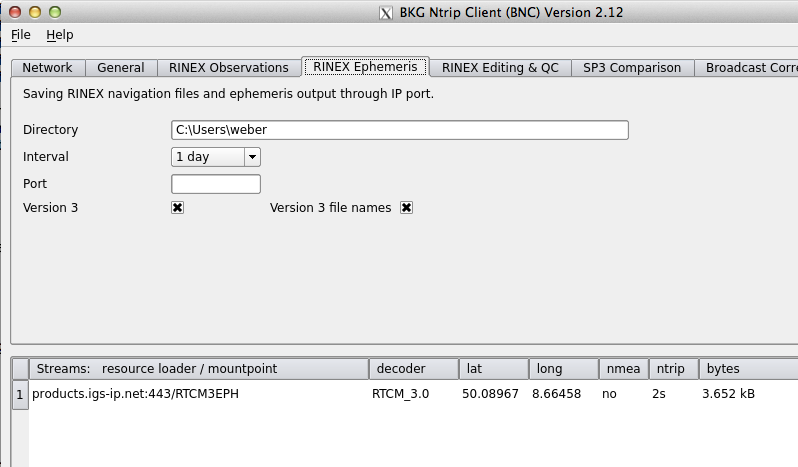 BKG Ntrip Client (BNC) Version 2.12
File Help
Network General RINEX Observations RINEX Ephemeris RINEX Editing & QC SP3 Comparison Broadcast Corre
Saving RINEX navigation files and ephemeris output through IP port.
Directory C:\Users\weber
Interval 1 day
Port
Version 3 Version 3 file names
Streams: resource loader / mountpoint decoder lat long nmea ntrip bytes
1 products.igs-ip.net:443/RTCM3EPH RTCM_3.0 50.08967 8.66458 no 2s 3.652 kB